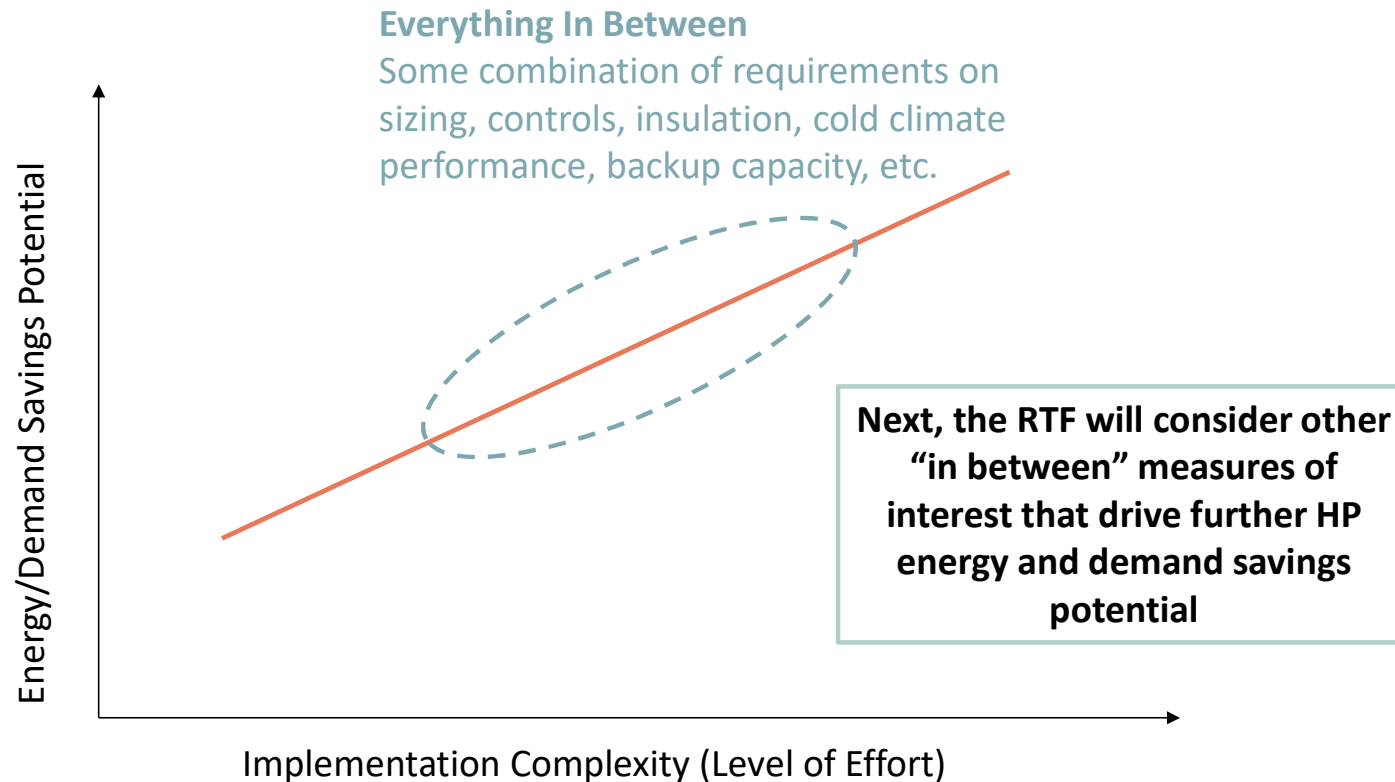 Everything In Between
Some combination of requirements on
sizing, controls, insulation, cold climate
performance, backup capacity, etc.
Energy/Demand Savings Potential
Next, the RTF will consider other
“in between” measures of
interest that drive further HP
energy and demand savings
potential
Implementation Complexity (Level of Effort)